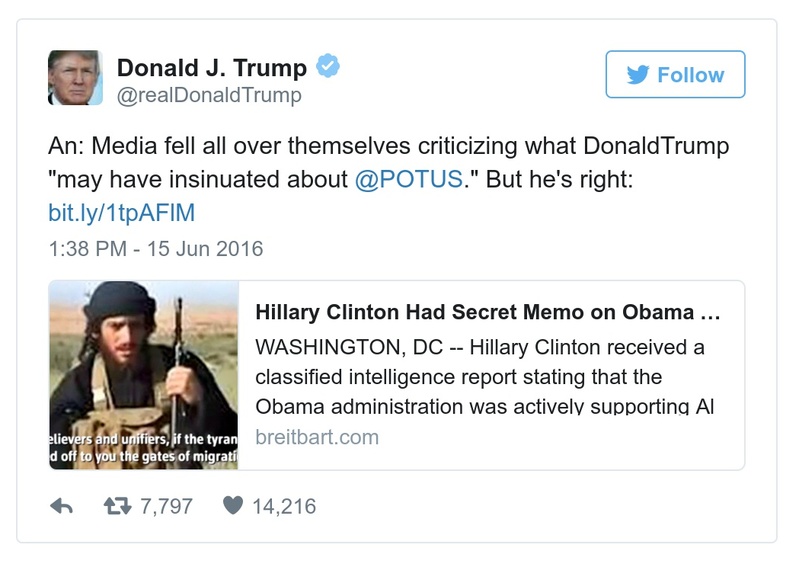 Donald J. Trump
Follow
@realDonaldTrump
An: Media fell all over themselves criticizing what DonaldTrump
"may have insinuated about @POTUS." But he's right:
bit.ly/1tpAFlM
1:38 PM - 15 Jun 2016
Hillary Clinton Had Secret Memo on Obama ...
WASHINGTON, DC -- Hillary Clinton received a
classified intelligence report stating that the
Obama administration was actively supporting Al
breitbart.com
elievers and unifiers, if the tyran
d off to you the gates of migrati
7,797
14,216